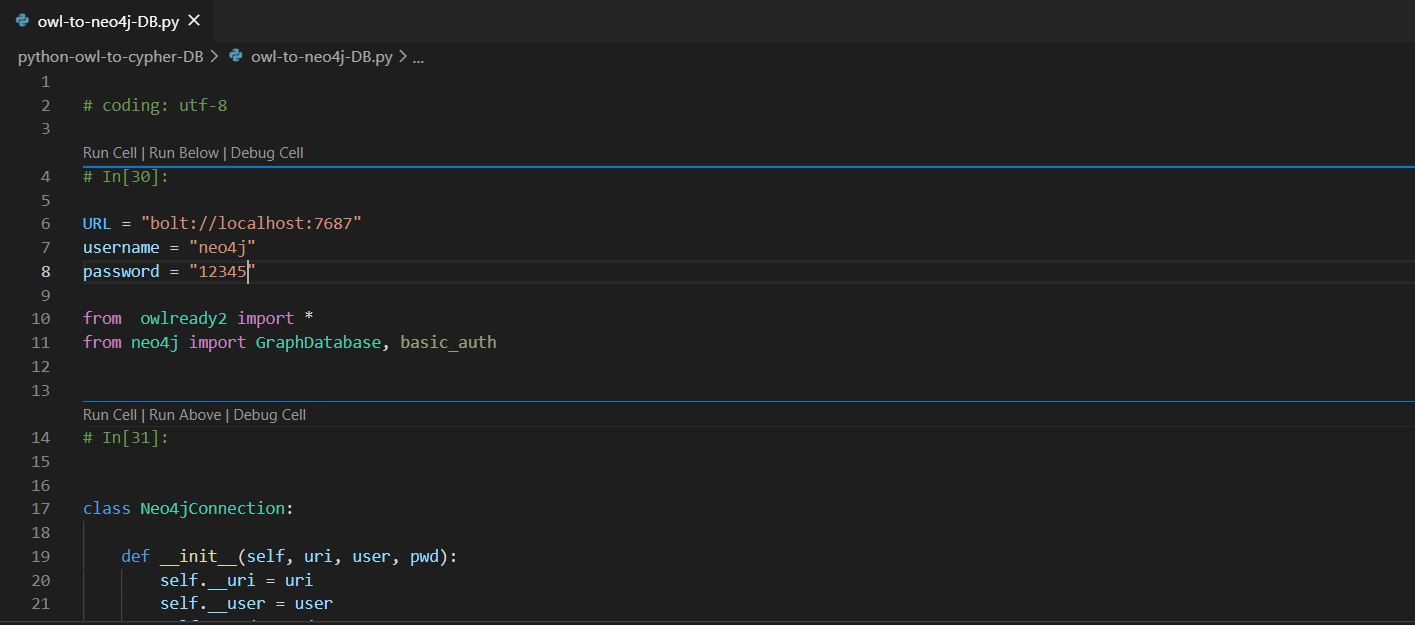 owl-to-neo4j-DB.py
python-owl-to-cypher-DB > owl-to-neo4j-DB.py > ...
1
2 # coding: utf-8
3
Run Cell | Run Below | Debug Cell
4 # In[30]:
5
6 URL = "bolt://localhost:7687"
7 username = "neo4j"
8 password = "12345"
9
10 from  owlready2 import *
11 from neo4j import GraphDatabase, basic_auth
12
13
Run Cell | Run Above | Debug Cell
14 # In[31]:
15
16
17 class Neo4jConnection:
18
19     def __init__(self, uri, user, pwd):
20         self.__uri = uri
21         self.__user = user